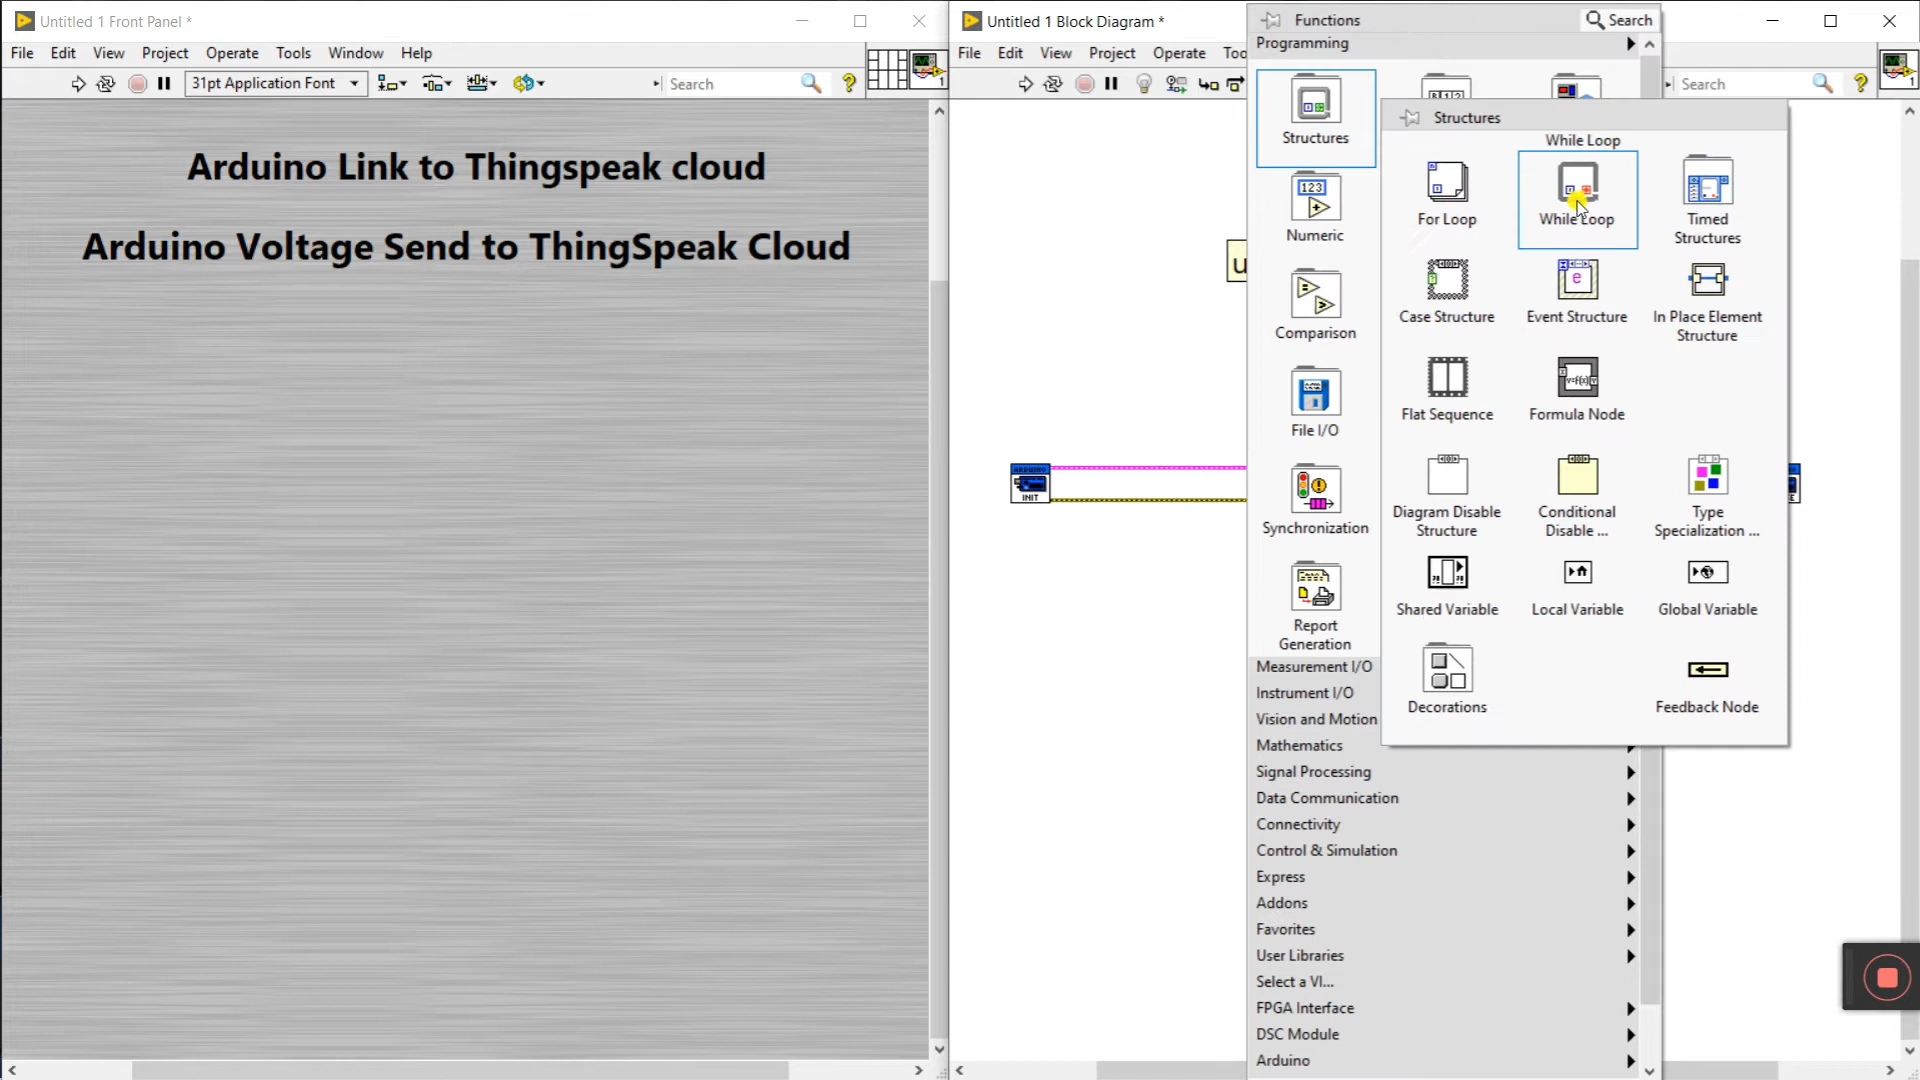 Untitled 1 Front Panel *
File Edit View Project Operate Tools Window Help
31pt Application Font
Search
Arduino Link to Thingspeak cloud
Arduino Voltage Send to ThingSpeak Cloud
Untitled 1 Block Diagram *
File Edit View Project Operate Too
Search
ARDUINO
INIT
Functions
Search
Programming
Structures
Numeric
Comparison
File I/O
Synchronization
Report
Generation
Measurement I/O
Instrument I/O
Vision and Motion
Mathematics
Signal Processing
Data Communication
Connectivity
Control & Simulation
Express
Addons
Favorites
User Libraries
Select a VI...
FPGA Interface
DSC Module
Arduino
Structures
While Loop
For Loop
While Loop
Timed
Structures
Case Structure
Event Structure
In Place Element
Structure
Flat Sequence
Formula Node
Diagram Disable
Structure
Conditional
Disable ...
Type
Specialization ...
Shared Variable
Local Variable
Global Variable
Decorations
Feedback Node